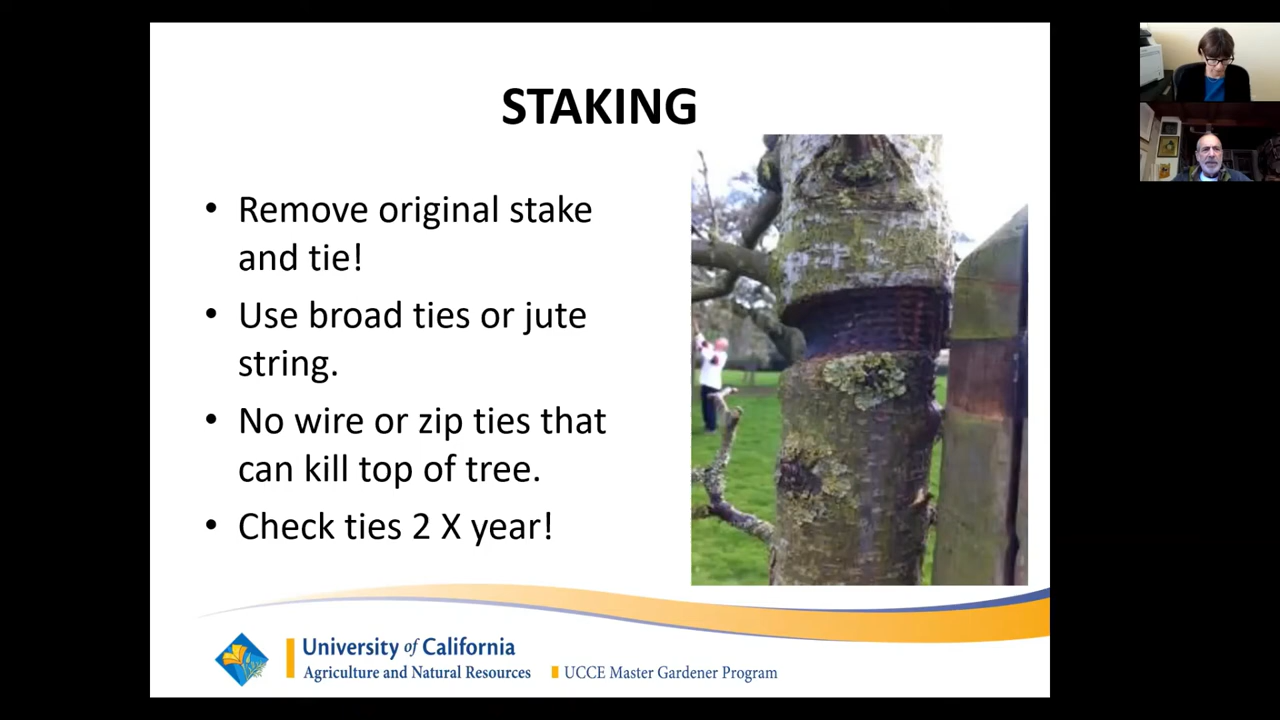 STAKING
• Remove original stake
and tie!
• Use broad ties or jute
string.
• No wire or zip ties that
can kill top of tree.
• Check ties 2 X year!
University of California
Agriculture and Natural Resources
UCCE Master Gardener Program